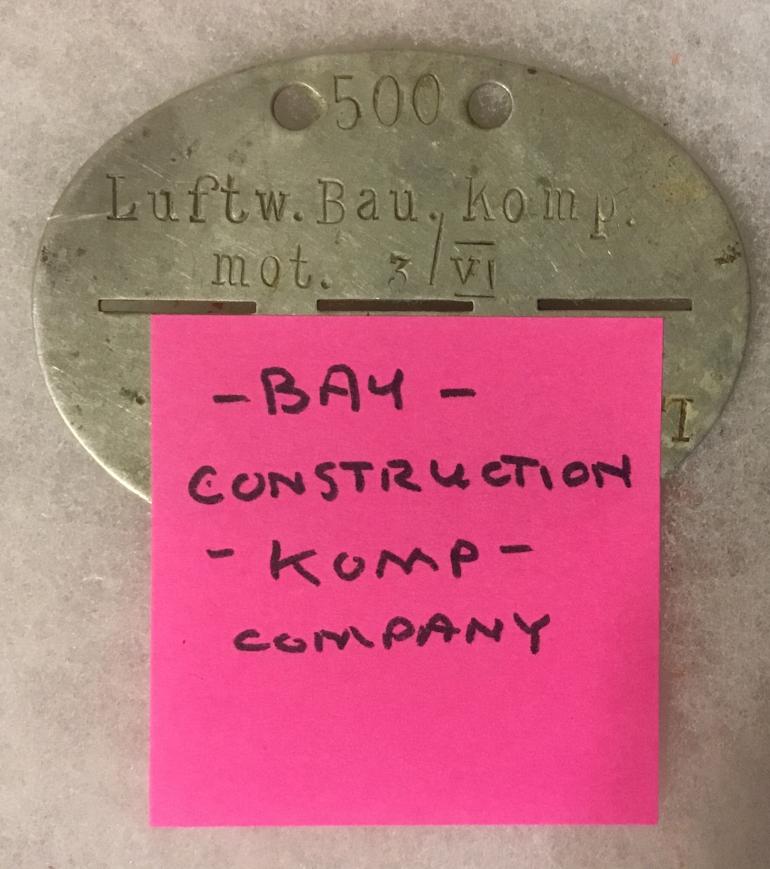 500
Luftw.Bau.Komp.
mot. 3/VI
-BAU-
CONSTRUCTION
-KOMP-
COMPANY